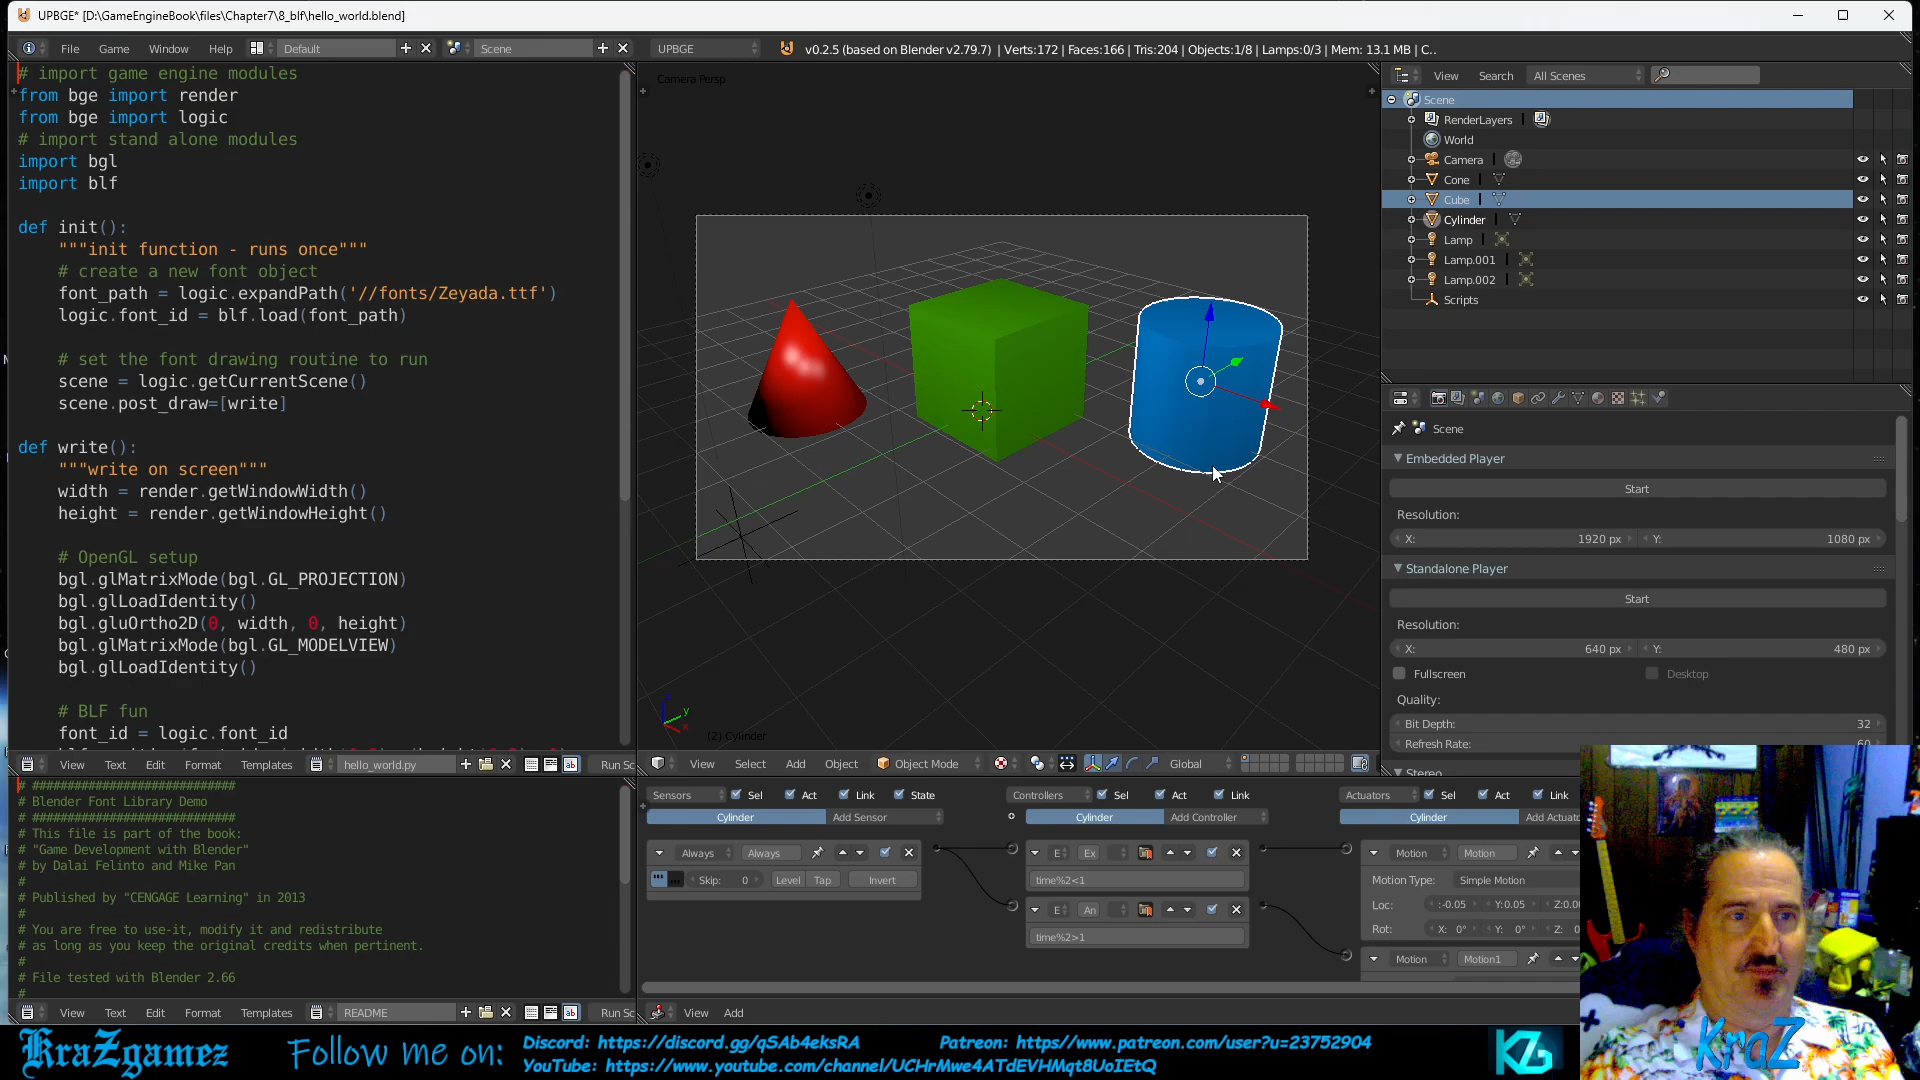 UPBGE* [D:\GameEngineBook\files\Chapter7\8_blf\hello_world.blend]
File Game Window Help Default Scene UPBGE v0.2.5 (based on Blender v2.79.7) | Verts:172 | Faces:166 | Tris:204 | Objects:1/8 | Lamps:0/3 | Mem: 13.1 MB | C..
# import game engine modules
from bge import render
from bge import logic
# import stand alone modules
import bgl
import blf
def init():
"""init function - runs once"""
# create a new font object
font_path = logic.expandPath('//fonts/Zeyada.ttf')
logic.font_id = blf.load(font_path)
# set the font drawing routine to run
scene = logic.getCurrentScene()
scene.post_draw=[write]
def write():
"""write on screen"""
width = render.getWindowWidth()
height = render.getWindowHeight()
# OpenGL setup
bgl.glMatrixMode(bgl.GL_PROJECTION)
bgl.glLoadIdentity()
bgl.gluOrtho2D(0, width, 0, height)
bgl.glMatrixMode(bgl.GL_MODELVIEW)
bgl.glLoadIdentity()
# BLF fun
font_id = logic.font_id
View Text Edit Format Templates hello_world.py Run Sc
# #############################
# Blender Font Library Demo
# #############################
# This file is part of the book:
# "Game Development with Blender"
# by Dalai Felinto and Mike Pan
#
# Published by "CENGAGE Learning" in 2013
#
# You are free to use-it, modify it and redistribute
# as long as you keep the original credits when pertinent.
#
# File tested with Blender 2.66
#
View Text Edit Format Templates README Run Sc
Camera Persp
(2) Cylinder
View Select Add Object Object Mode Global
Sensors Sel Act Link State Controllers Sel Act Link Actuators Sel Act Link
Cylinder Add Sensor Cylinder Add Controller Cylinder Add Actuat
Always Always E Ex Motion Motion
Skip: 0 Level Tap Invert time%2<1 Motion Type: Simple Motion
Loc: :-0.05 Y:0.05 Z:0.0
E An
Rot: X: 0° Y: 0° Z: 0
time%2>1
Motion Motion1
View Add
View Search All Scenes
Scene
RenderLayers
World
Camera
Cone
Cube
Cylinder
Lamp
Lamp.001
Lamp.002
Scripts
Scene
Embedded Player
Start
Resolution:
X: 1920 px Y: 1080 px
Standalone Player
Start
Resolution:
X: 640 px Y: 480 px
Fullscreen Desktop
Quality:
Bit Depth: 32
Refresh Rate: 60
Stereo
KraZgamez
Follow me on:
Discord: https://discord.gg/qSAb4eksRA
Patreon: https//www.patreon.com/user?u=23752904
YouTube: https://www.youtube.com/channel/UCHrMwe4ATdEVHMqt8UoIEtQ
KG
KraZ